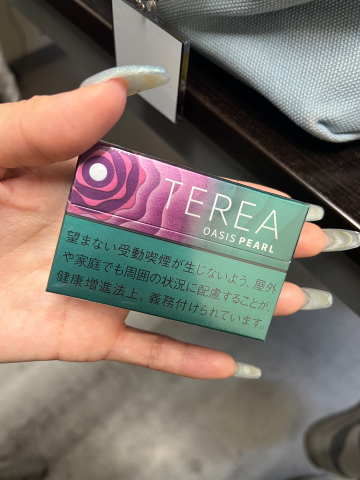 TEREA
OASIS PEARL
望まない受動喫煙が生じないよう、屋外
や家庭でも周囲の状況に配慮することが
健康増進法上、義務付けられています。